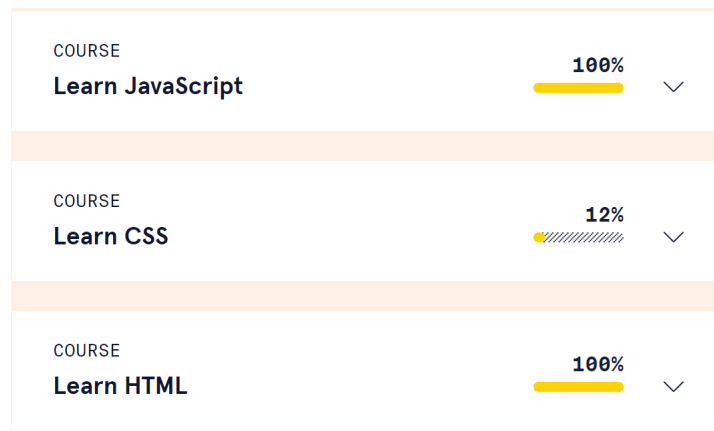 COURSE
Learn JavaScript
100%
COURSE
Learn CSS
12%
COURSE
Learn HTML
100%